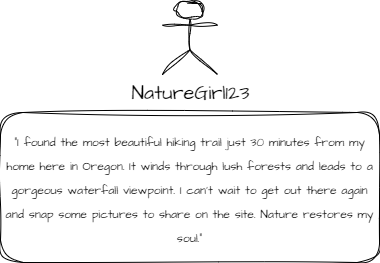 NatureGirl123
"I found the most beautiful hiking trail just 30 minutes from my
home here in Oregon. It winds through lush forests and leads to a
gorgeous waterfall viewpoint. I can't wait to get out there again
and snap some pictures to share on the site. Nature restores my
soul."